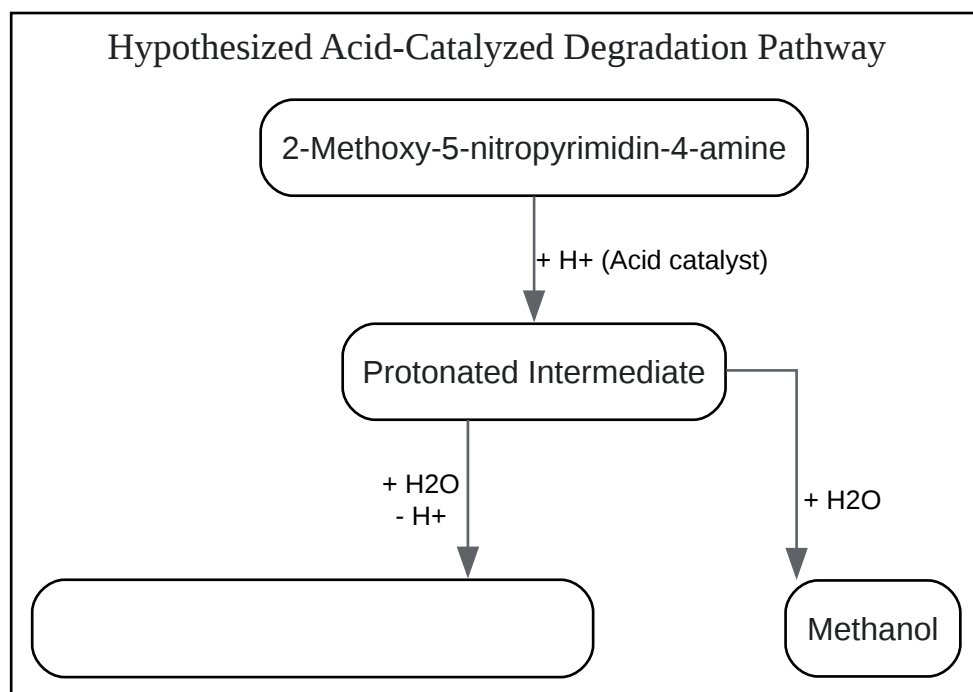 Hypothesized Acid-Catalyzed Degradation Pathway
2-Methoxy-5-nitropyrimidin-4-amine
+ H+ (Acid catalyst)
Protonated Intermediate
+ H2O
- H+
+ H2O
Methanol